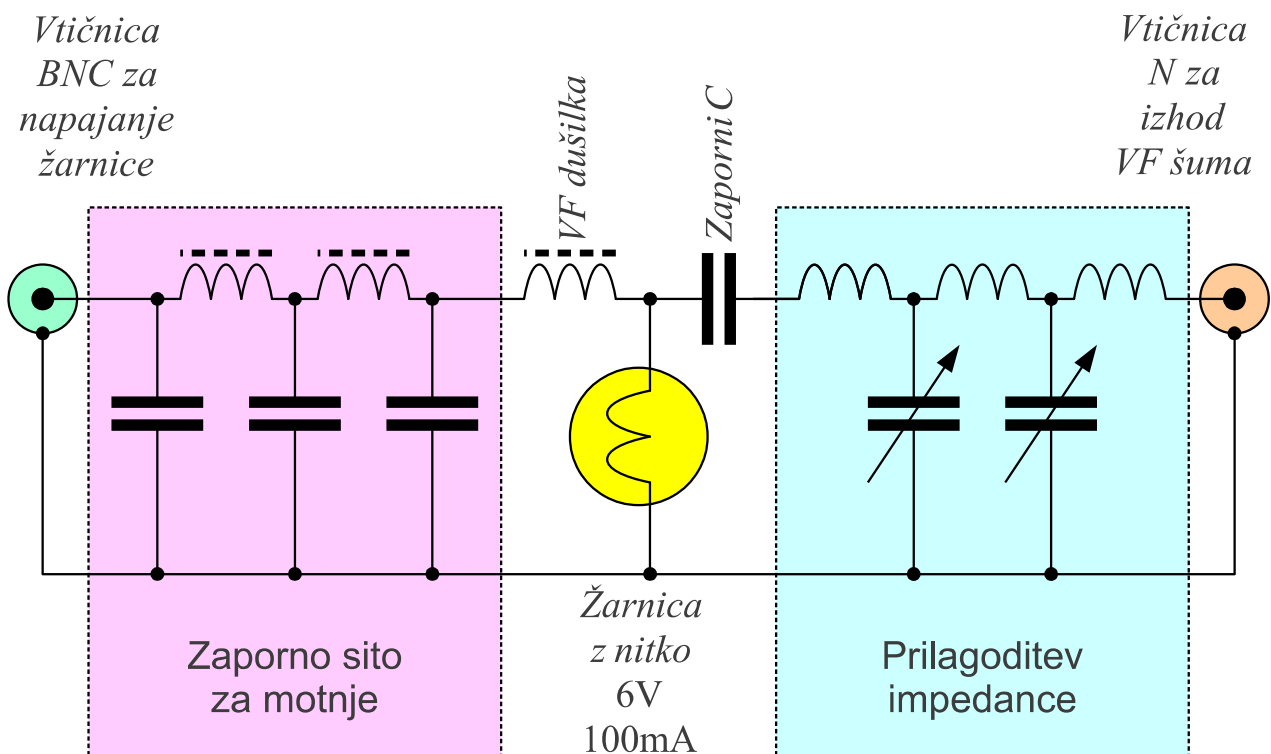 Vtičnica
BNC za
napajanje
žarnice
VF dušilka
Zaporni C
Vtičnica
N za
izhod
VF šuma
Zaporno sito
za motnje
Žarnica
z nitko
6V
100mA
Prilagoditev
impedance